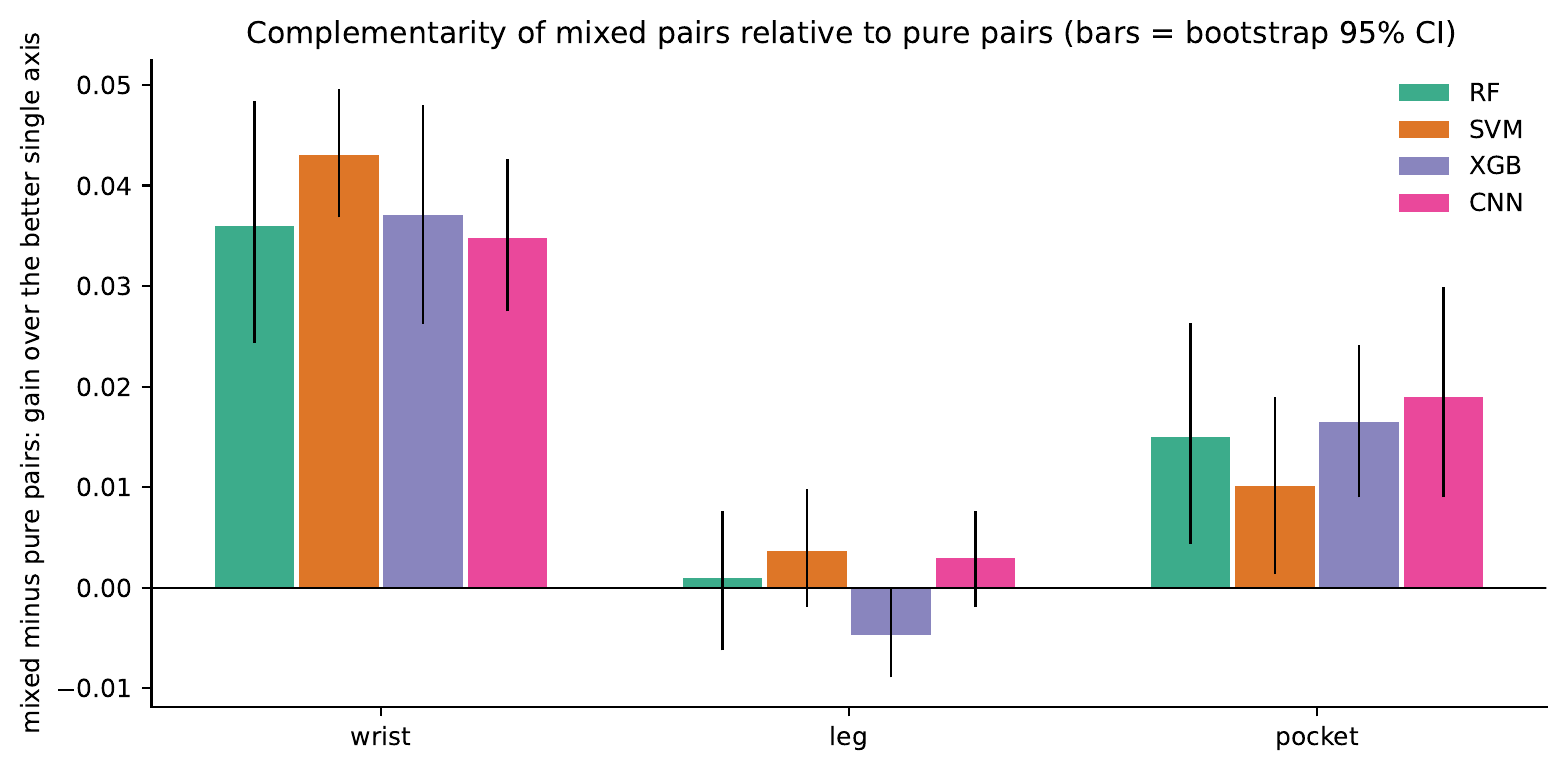 Complementarity of mixed pairs relative to pure pairs (bars = bootstrap 95% CI)
mixed minus pure pairs: gain over the better single axis
0.05
0.04
0.03
0.02
0.01
0.00
−0.01
RF
SVM
XGB
CNN
wrist
leg
pocket